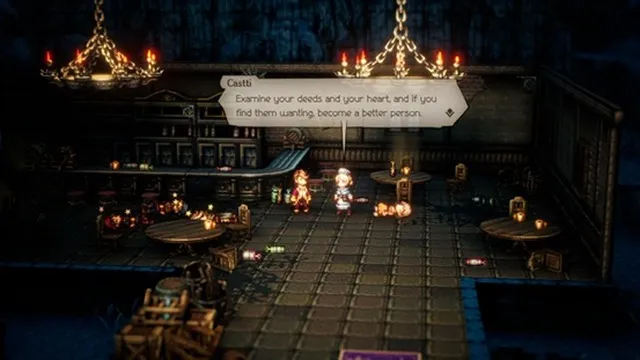 Castti
Examine your deeds and your heart, and if you
find them wanting, become a better person.